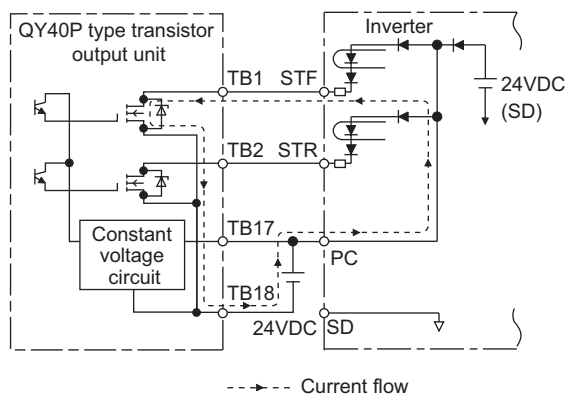 QY40P type transistor
output unit
Inverter
TB1 STF
24VDC
(SD)
TB2 STR
TB17
Constant
voltage
circuit
PC
TB18
24VDC SD
Current flow